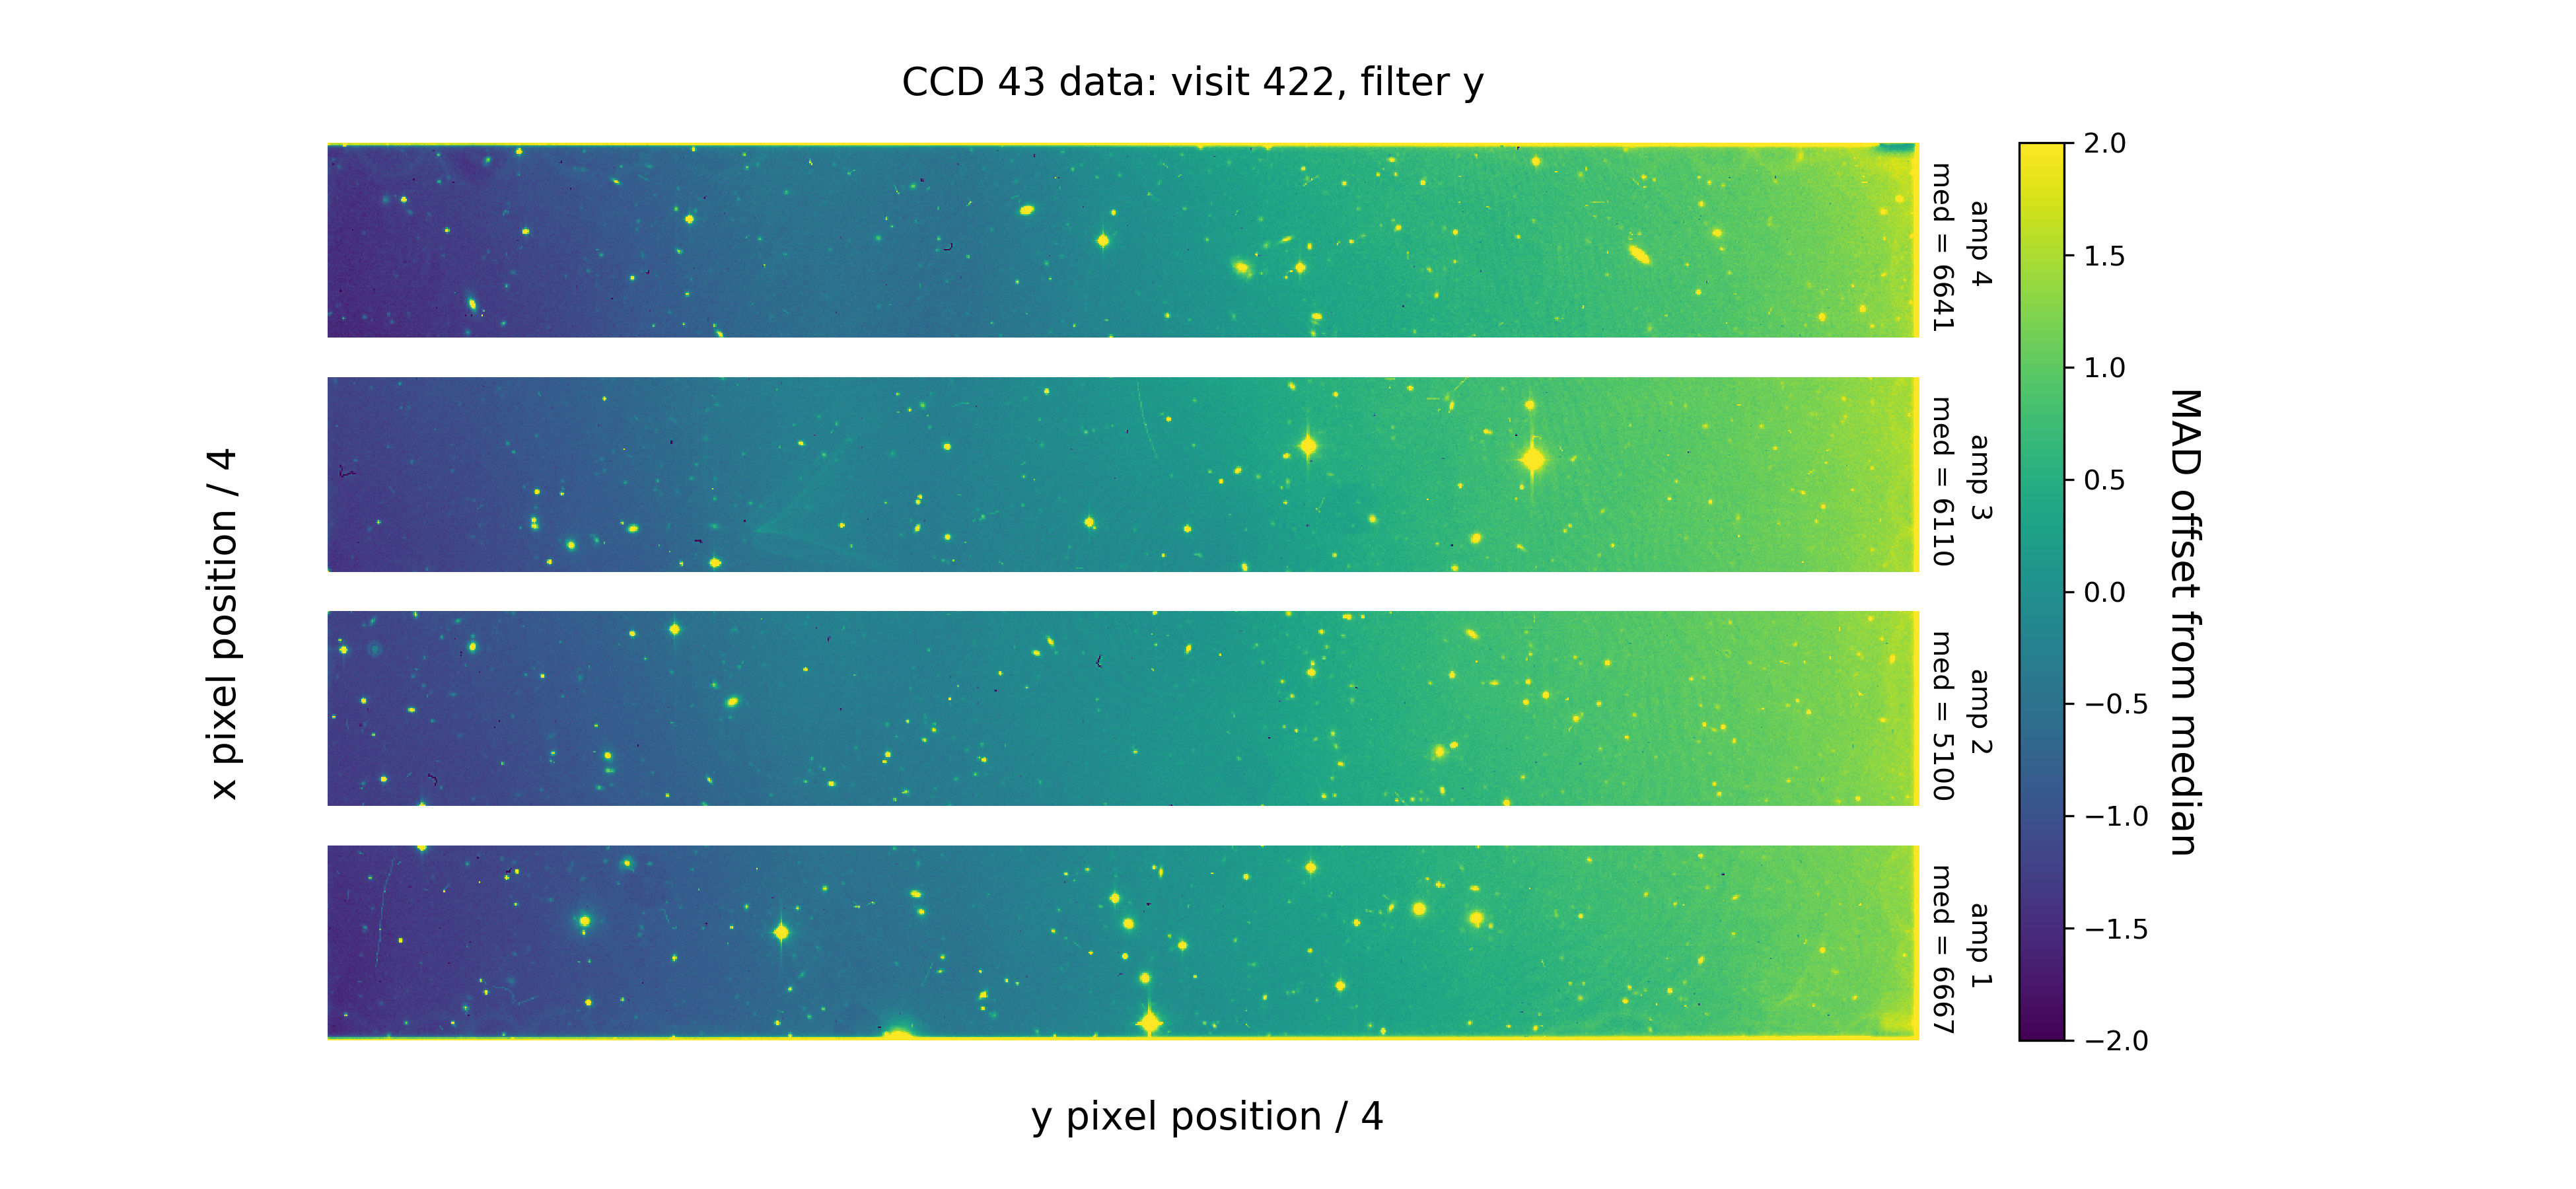 CCD 43 data: visit 422, filter y
x pixel position / 4
amp 4
med = 6641
amp 3
med = 6110
amp 2
med = 5100
amp 1
med = 6667
y pixel position / 4
2.0
1.5
1.0
0.5
0.0
−0.5
−1.0
−1.5
−2.0
MAD offset from median